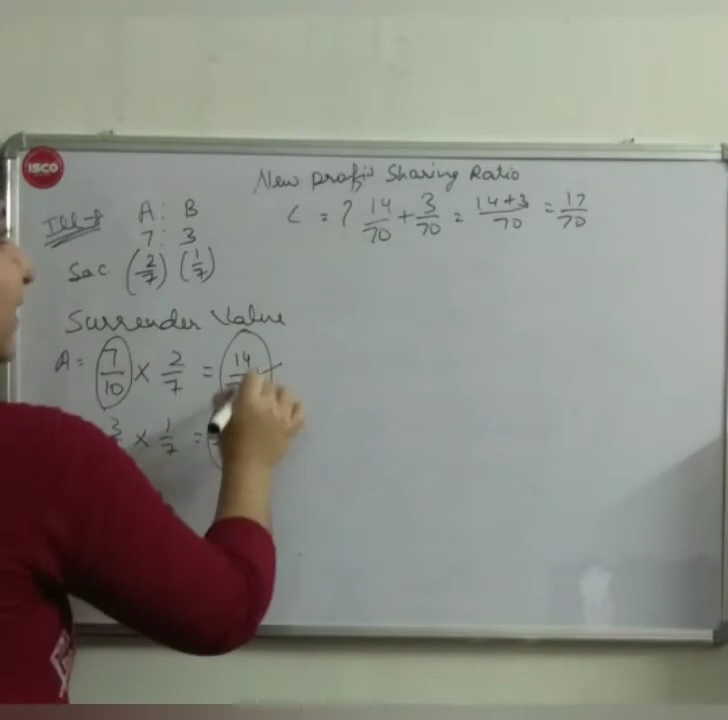 ISCO
New Profit Sharing Ratio
Ill-8 A : B
7 : 3
Sac (2/7) (1/7)
C = ? 14/70 + 3/70 = 14+3/70 = 17/70
Surrender Value
A = 7/10 × 2/7 = 14
3 × 1/7 =